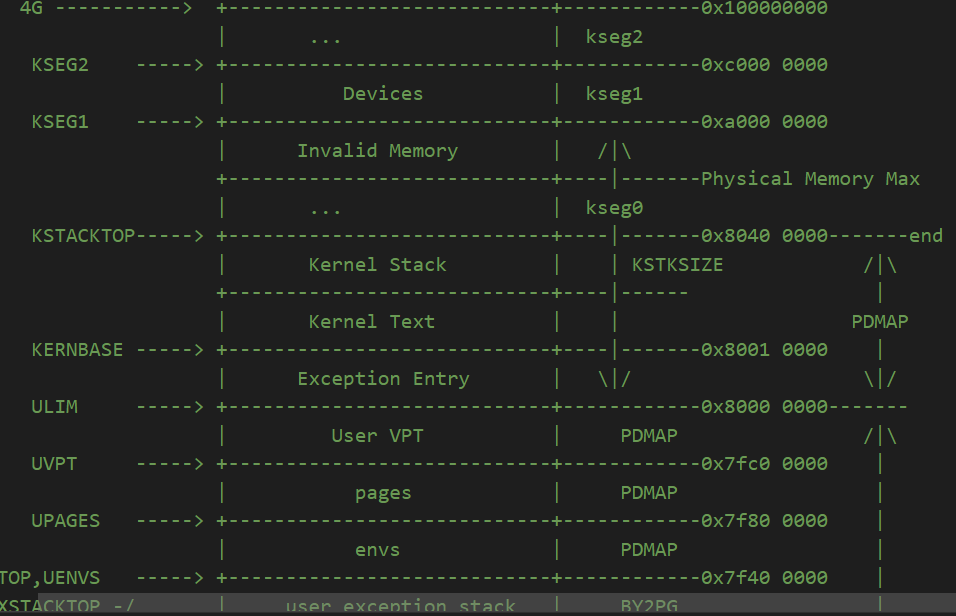 4G -----------> +----------------------------+------------0x100000000
|       ...                  |  kseg2
KSEG2    -----> +----------------------------+------------0xc000 0000
|          Devices           |  kseg1
KSEG1    -----> +----------------------------+------------0xa000 0000
|      Invalid Memory        |   /|\
+----------------------------+----|-------Physical Memory Max
|       ...                  |  kseg0
KSTACKTOP-----> +----------------------------+----|-------0x8040 0000-------end
|       Kernel Stack         |    | KSTKSIZE            /|\
+----------------------------+----|------                |
|       Kernel Text          |    |                    PDMAP
KERNBASE -----> +----------------------------+----|-------0x8001 0000    |
|      Exception Entry       |   \|/                    \|/
ULIM     -----> +----------------------------+------------0x8000 0000-------
|         User VPT           |     PDMAP                /|\
UVPT     -----> +----------------------------+------------0x7fc0 0000    |
|           pages            |     PDMAP                 |
UPAGES   -----> +----------------------------+------------0x7f80 0000    |
|           envs             |     PDMAP                 |
TOP,UENVS   -----> +----------------------------+------------0x7f40 0000    |
XSTACKTOP -/       |     user exception stack   |     BY2PG                 |